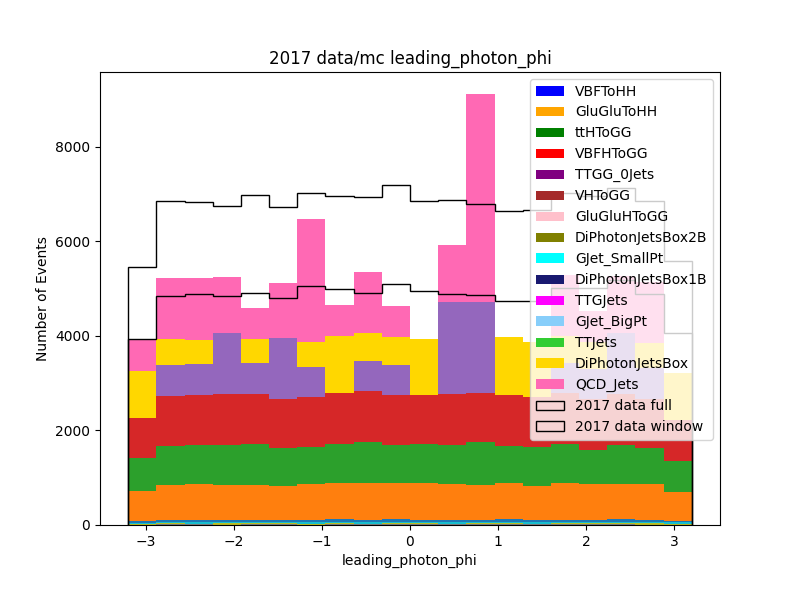 2017 data/mc leading_photon_phi
Number of Events
8000
6000
4000
2000
0
−3
−2
−1
0
1
2
3
leading_photon_phi
VBFToHH
GluGluToHH
ttHToGG
VBFHToGG
TTGG_0Jets
VHToGG
GluGluHToGG
DiPhotonJetsBox2B
GJet_SmallPt
DiPhotonJetsBox1B
TTGJets
GJet_BigPt
TTJets
DiPhotonJetsBox
QCD_Jets
2017 data full
2017 data window